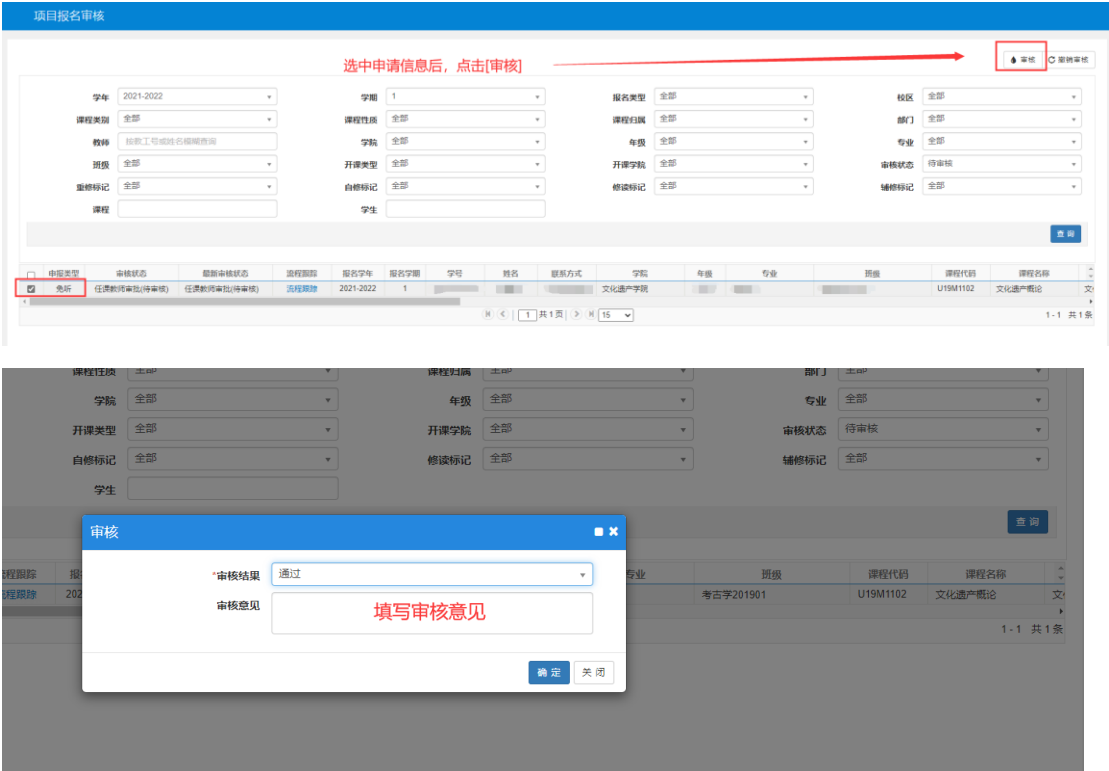 项目报名审核
选中申请信息后，点击[审核]
审核 撤销审核
学年 2021-2022 学期 1 报名类型 全部 校区 全部
课程类别 全部 课程性质 全部 课程归属 全部 部门 全部
教师 按教工号或姓名模糊查询 学院 全部 年级 全部 专业 全部
班级 全部 开课类型 全部 开课学院 全部 审核状态 待审核
重修标记 全部 自修标记 全部 修读标记 全部 辅修标记 全部
课程 学生
查 询
申报类型 审核状态 最新审核状态 流程跟踪 报名学年 报名学期 学号 姓名 联系方式 学院 年级 专业 班级 课程代码 课程名称
免听 任课教师审批(待审核) 任课教师审批(待审核) 流程跟踪 2021-2022 1 文化遗产学院 U19M1102 文化遗产概论 文化
1 共1页 15 1 - 1 共1条
课程性质 全部 课程归属 全部 部门 全部
学院 全部 年级 全部 专业 全部
开课类型 全部 开课学院 全部 审核状态 待审核
自修标记 全部 修读标记 全部 辅修标记 全部
学生
查 询
审核
流程跟踪 报 专业 班级 课程代码 课程名称
*审核结果 通过
流程跟踪 202 考古学201901 U19M1102 文化遗产概论 文化
审核意见 填写审核意见
1 - 1 共1条
确 定 关 闭